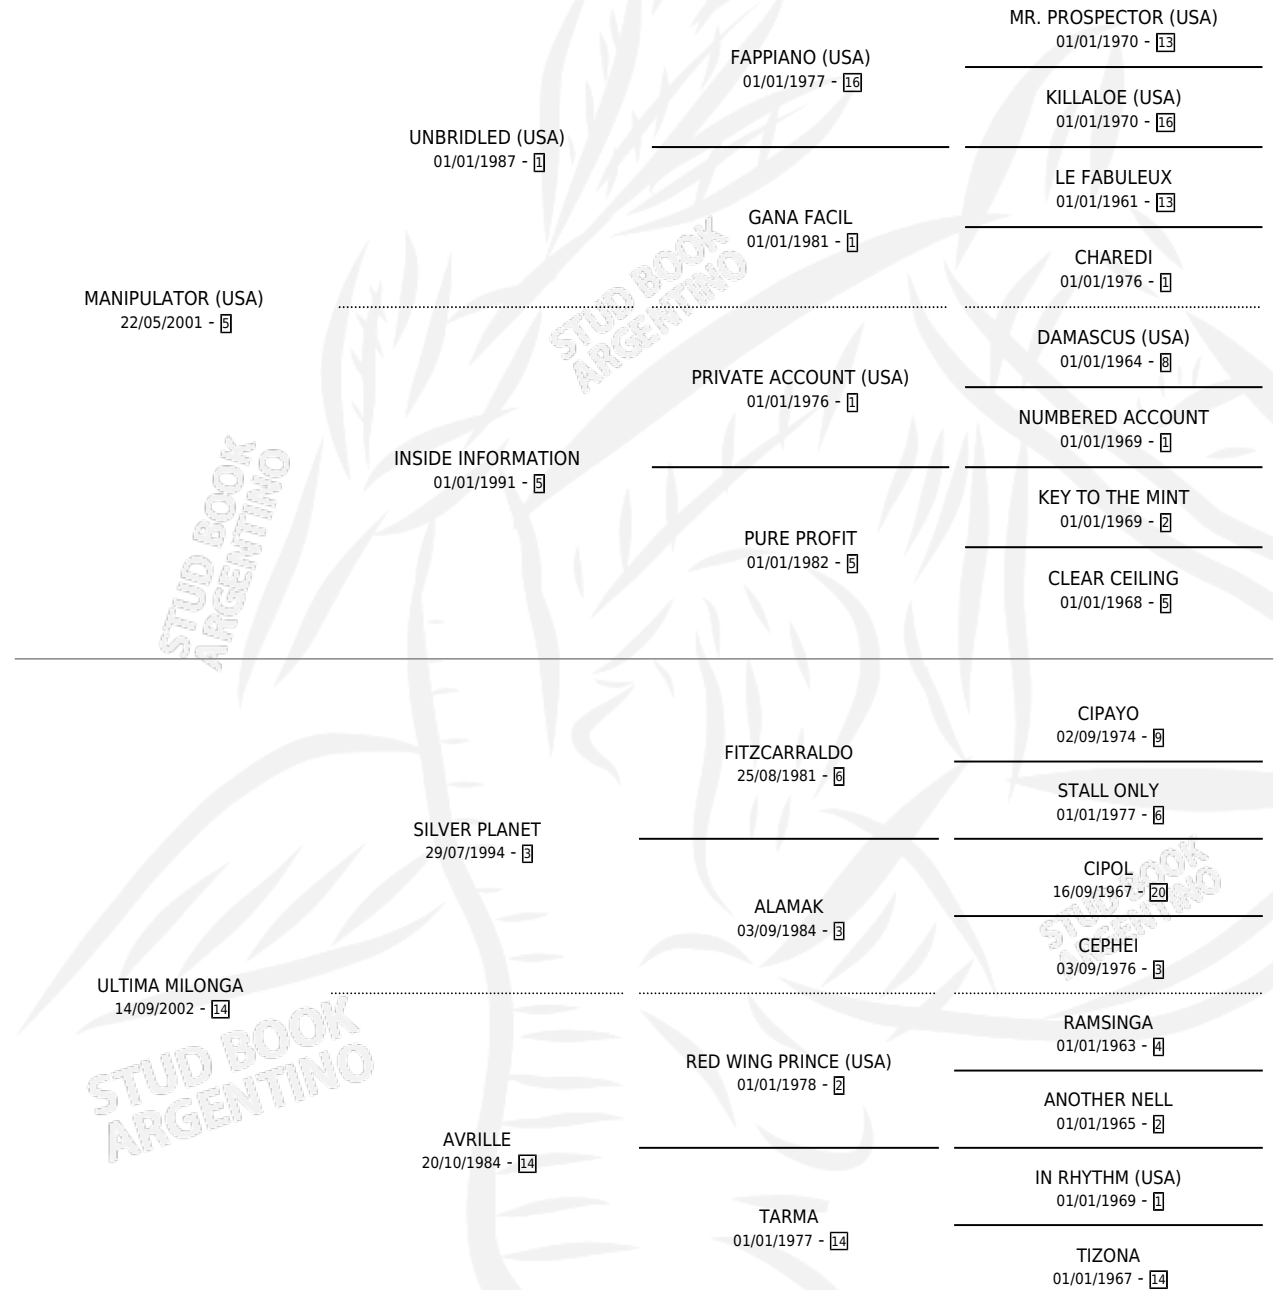 MR. PROSPECTOR (USA)
01/01/1970 - 13
FAPPIANO (USA)
01/01/1977 - 16
KILLALOE (USA)
01/01/1970 - 16
UNBRIDLED (USA)
01/01/1987 - 1
LE FABULEUX
01/01/1961 - 13
GANA FACIL
01/01/1981 - 1
CHAREDI
01/01/1976 - 1
MANIPULATOR (USA)
22/05/2001 - 5
STUD BOOK
ARGENTINO
DAMASCUS (USA)
01/01/1964 - 8
PRIVATE ACCOUNT (USA)
01/01/1976 - 1
NUMBERED ACCOUNT
01/01/1969 - 1
INSIDE INFORMATION
01/01/1991 - 5
KEY TO THE MINT
01/01/1969 - 2
PURE PROFIT
01/01/1982 - 5
CLEAR CEILING
01/01/1968 - 5
STUD BOOK
ARGENTINO
CIPAYO
02/09/1974 - 9
FITZCARRALDO
25/08/1981 - 6
STALL ONLY
01/01/1977 - 6
SILVER PLANET
29/07/1994 - 3
CIPOL
16/09/1967 - 20
ALAMAK
03/09/1984 - 3
CEPHEI
03/09/1976 - 3
STUD BOOK
ARGENTINO
ULTIMA MILONGA
14/09/2002 - 14
STUD BOOK
ARGENTINO
RAMSINGA
01/01/1963 - 4
RED WING PRINCE (USA)
01/01/1978 - 2
ANOTHER NELL
01/01/1965 - 2
AVRILLE
20/10/1984 - 14
IN RHYTHM (USA)
01/01/1969 - 1
TARMA
01/01/1977 - 14
TIZONA
01/01/1967 - 14